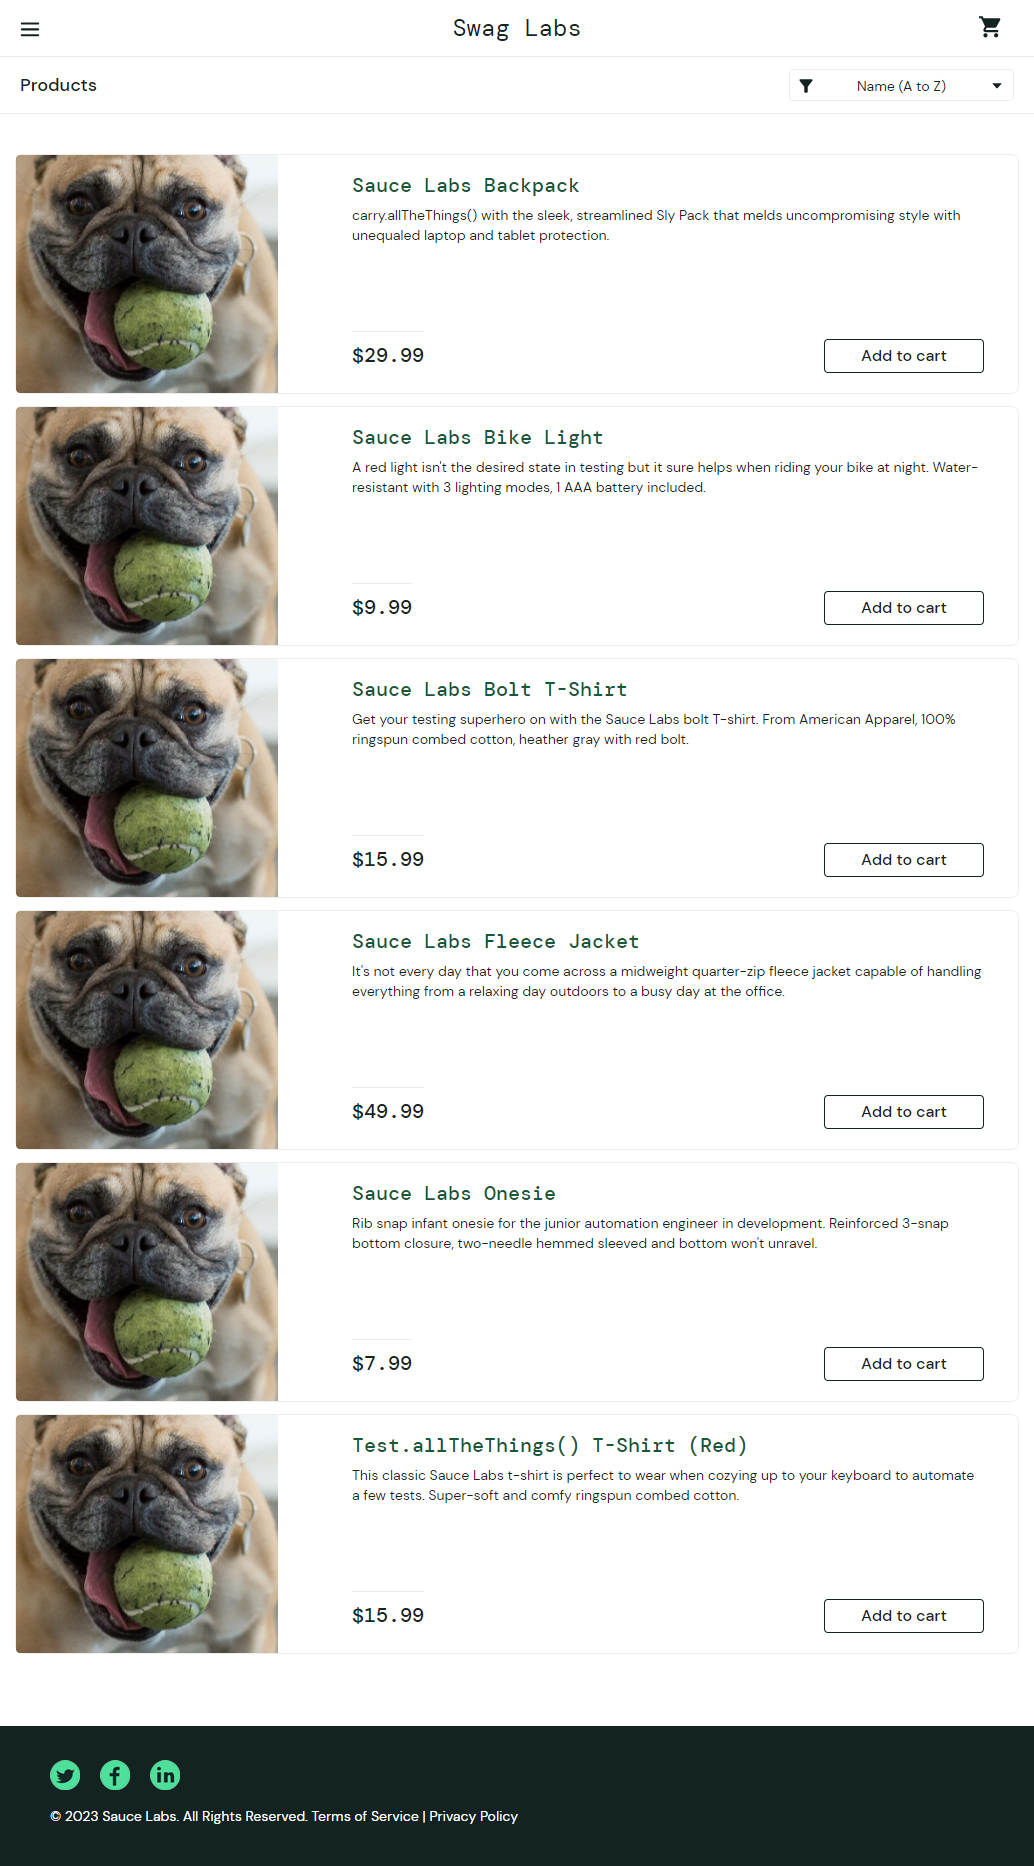 Swag Labs
Products
Name (A to Z)
Sauce Labs Backpack
carry.allTheThings() with the sleek, streamlined Sly Pack that melds uncompromising style with
unequaled laptop and tablet protection.
$29.99
Add to cart
Sauce Labs Bike Light
A red light isn't the desired state in testing but it sure helps when riding your bike at night. Water-
resistant with 3 lighting modes, 1 AAA battery included.
$9.99
Add to cart
Sauce Labs Bolt T-Shirt
Get your testing superhero on with the Sauce Labs bolt T-shirt. From American Apparel, 100%
ringspun combed cotton, heather gray with red bolt.
$15.99
Add to cart
Sauce Labs Fleece Jacket
It's not every day that you come across a midweight quarter-zip fleece jacket capable of handling
everything from a relaxing day outdoors to a busy day at the office.
$49.99
Add to cart
Sauce Labs Onesie
Rib snap infant onesie for the junior automation engineer in development. Reinforced 3-snap
bottom closure, two-needle hemmed sleeved and bottom won't unravel.
$7.99
Add to cart
Test.allTheThings() T-Shirt (Red)
This classic Sauce Labs t-shirt is perfect to wear when cozying up to your keyboard to automate
a few tests. Super-soft and comfy ringspun combed cotton.
$15.99
Add to cart
© 2023 Sauce Labs. All Rights Reserved. Terms of Service | Privacy Policy